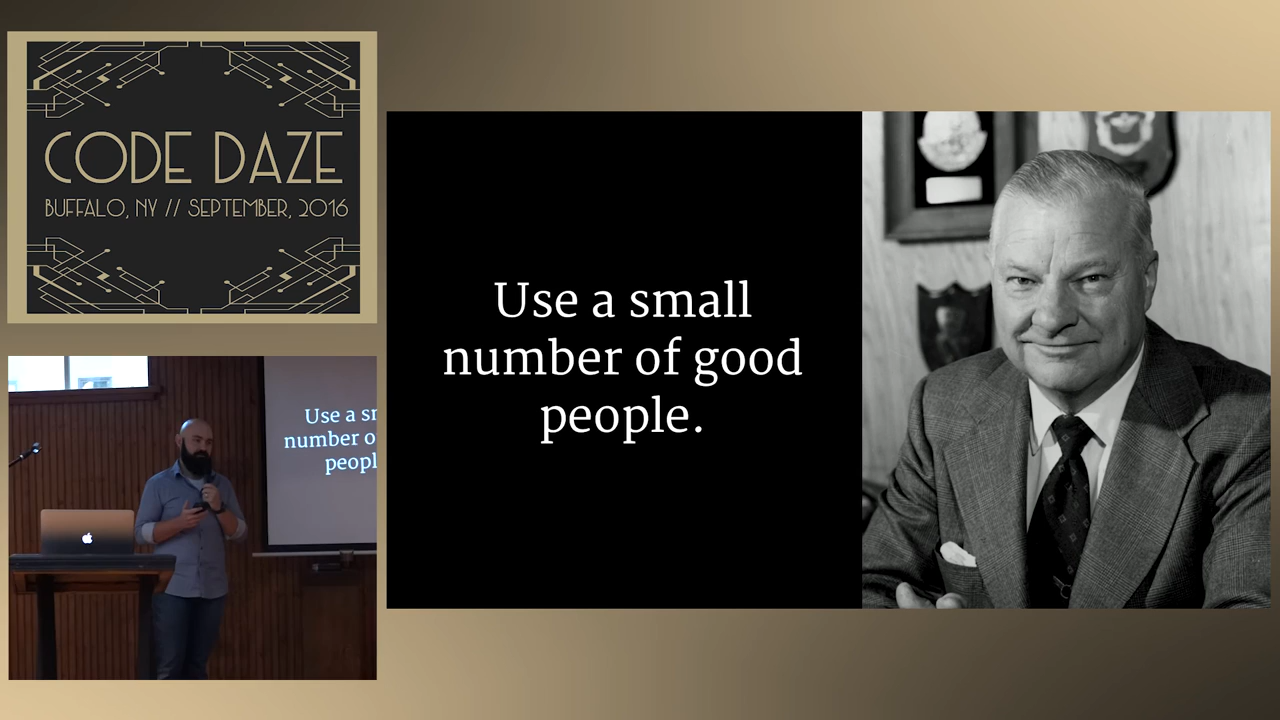 CODE DAZE
BUFFALO, NY // SEPTEMBER, 2016
Use a small
number of good
people.
Use a sm
number o
peopl